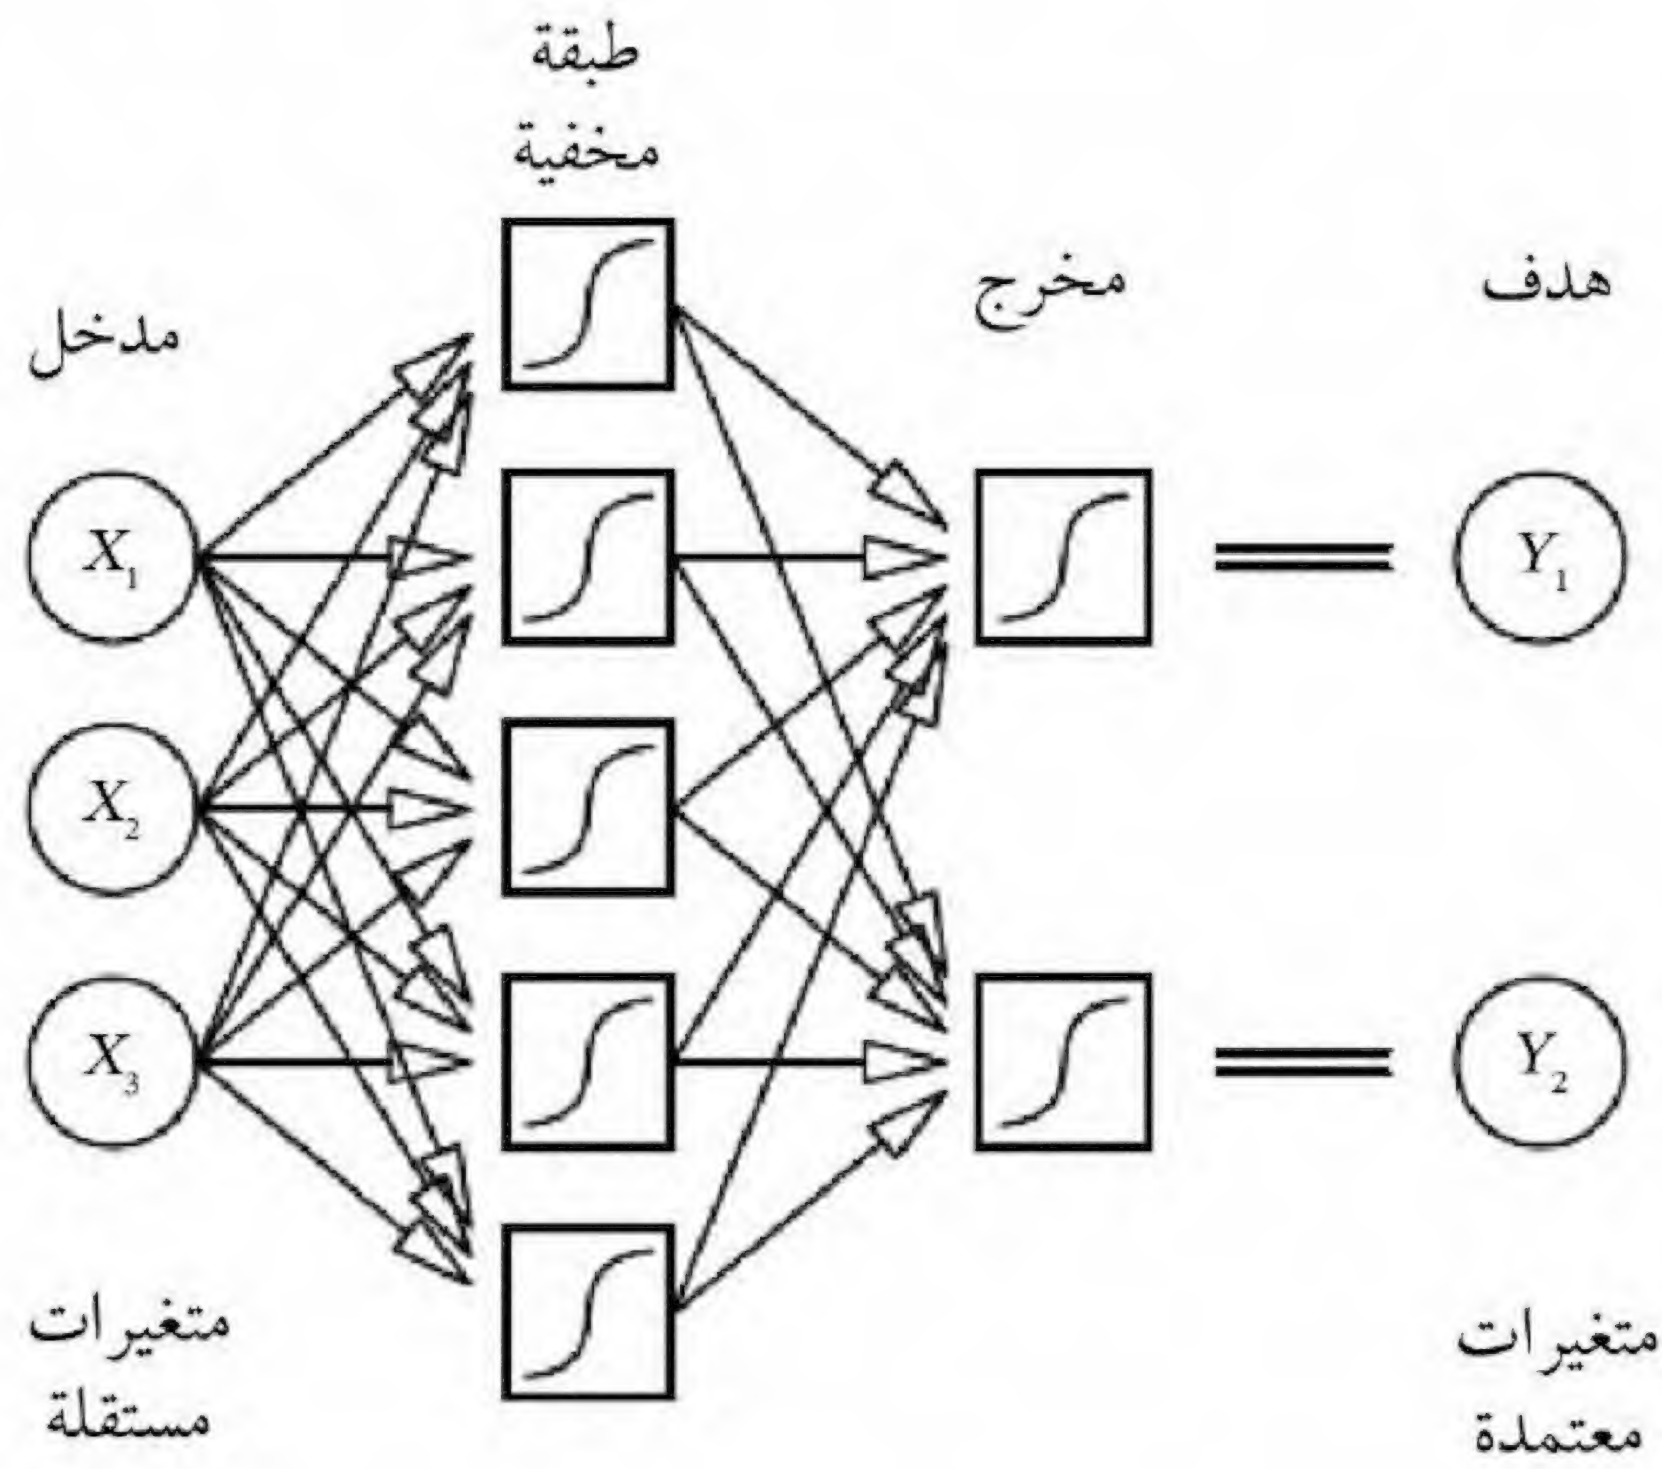 طبقة
مخفية
مدخل
مخرج
هدف
X₁
X₂
X₃
Y₁
Y₂
متغيرات
مستقلة
متغيرات
معتمدة